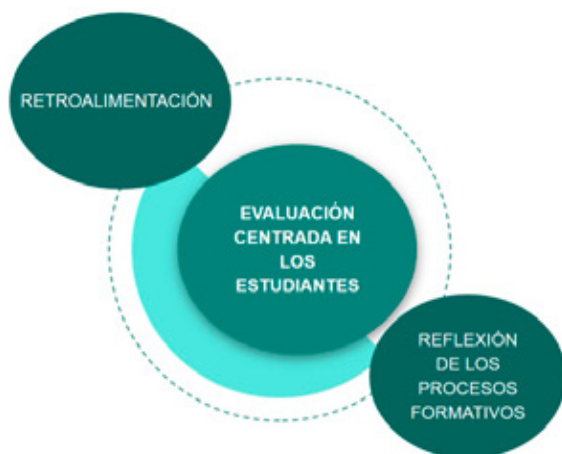 RETROALIMENTACIÓN
EVALUACIÓN
CENTRADA EN
LOS
ESTUDIANTES
REFLEXIÓN
DE LOS
PROCESOS
FORMATIVOS